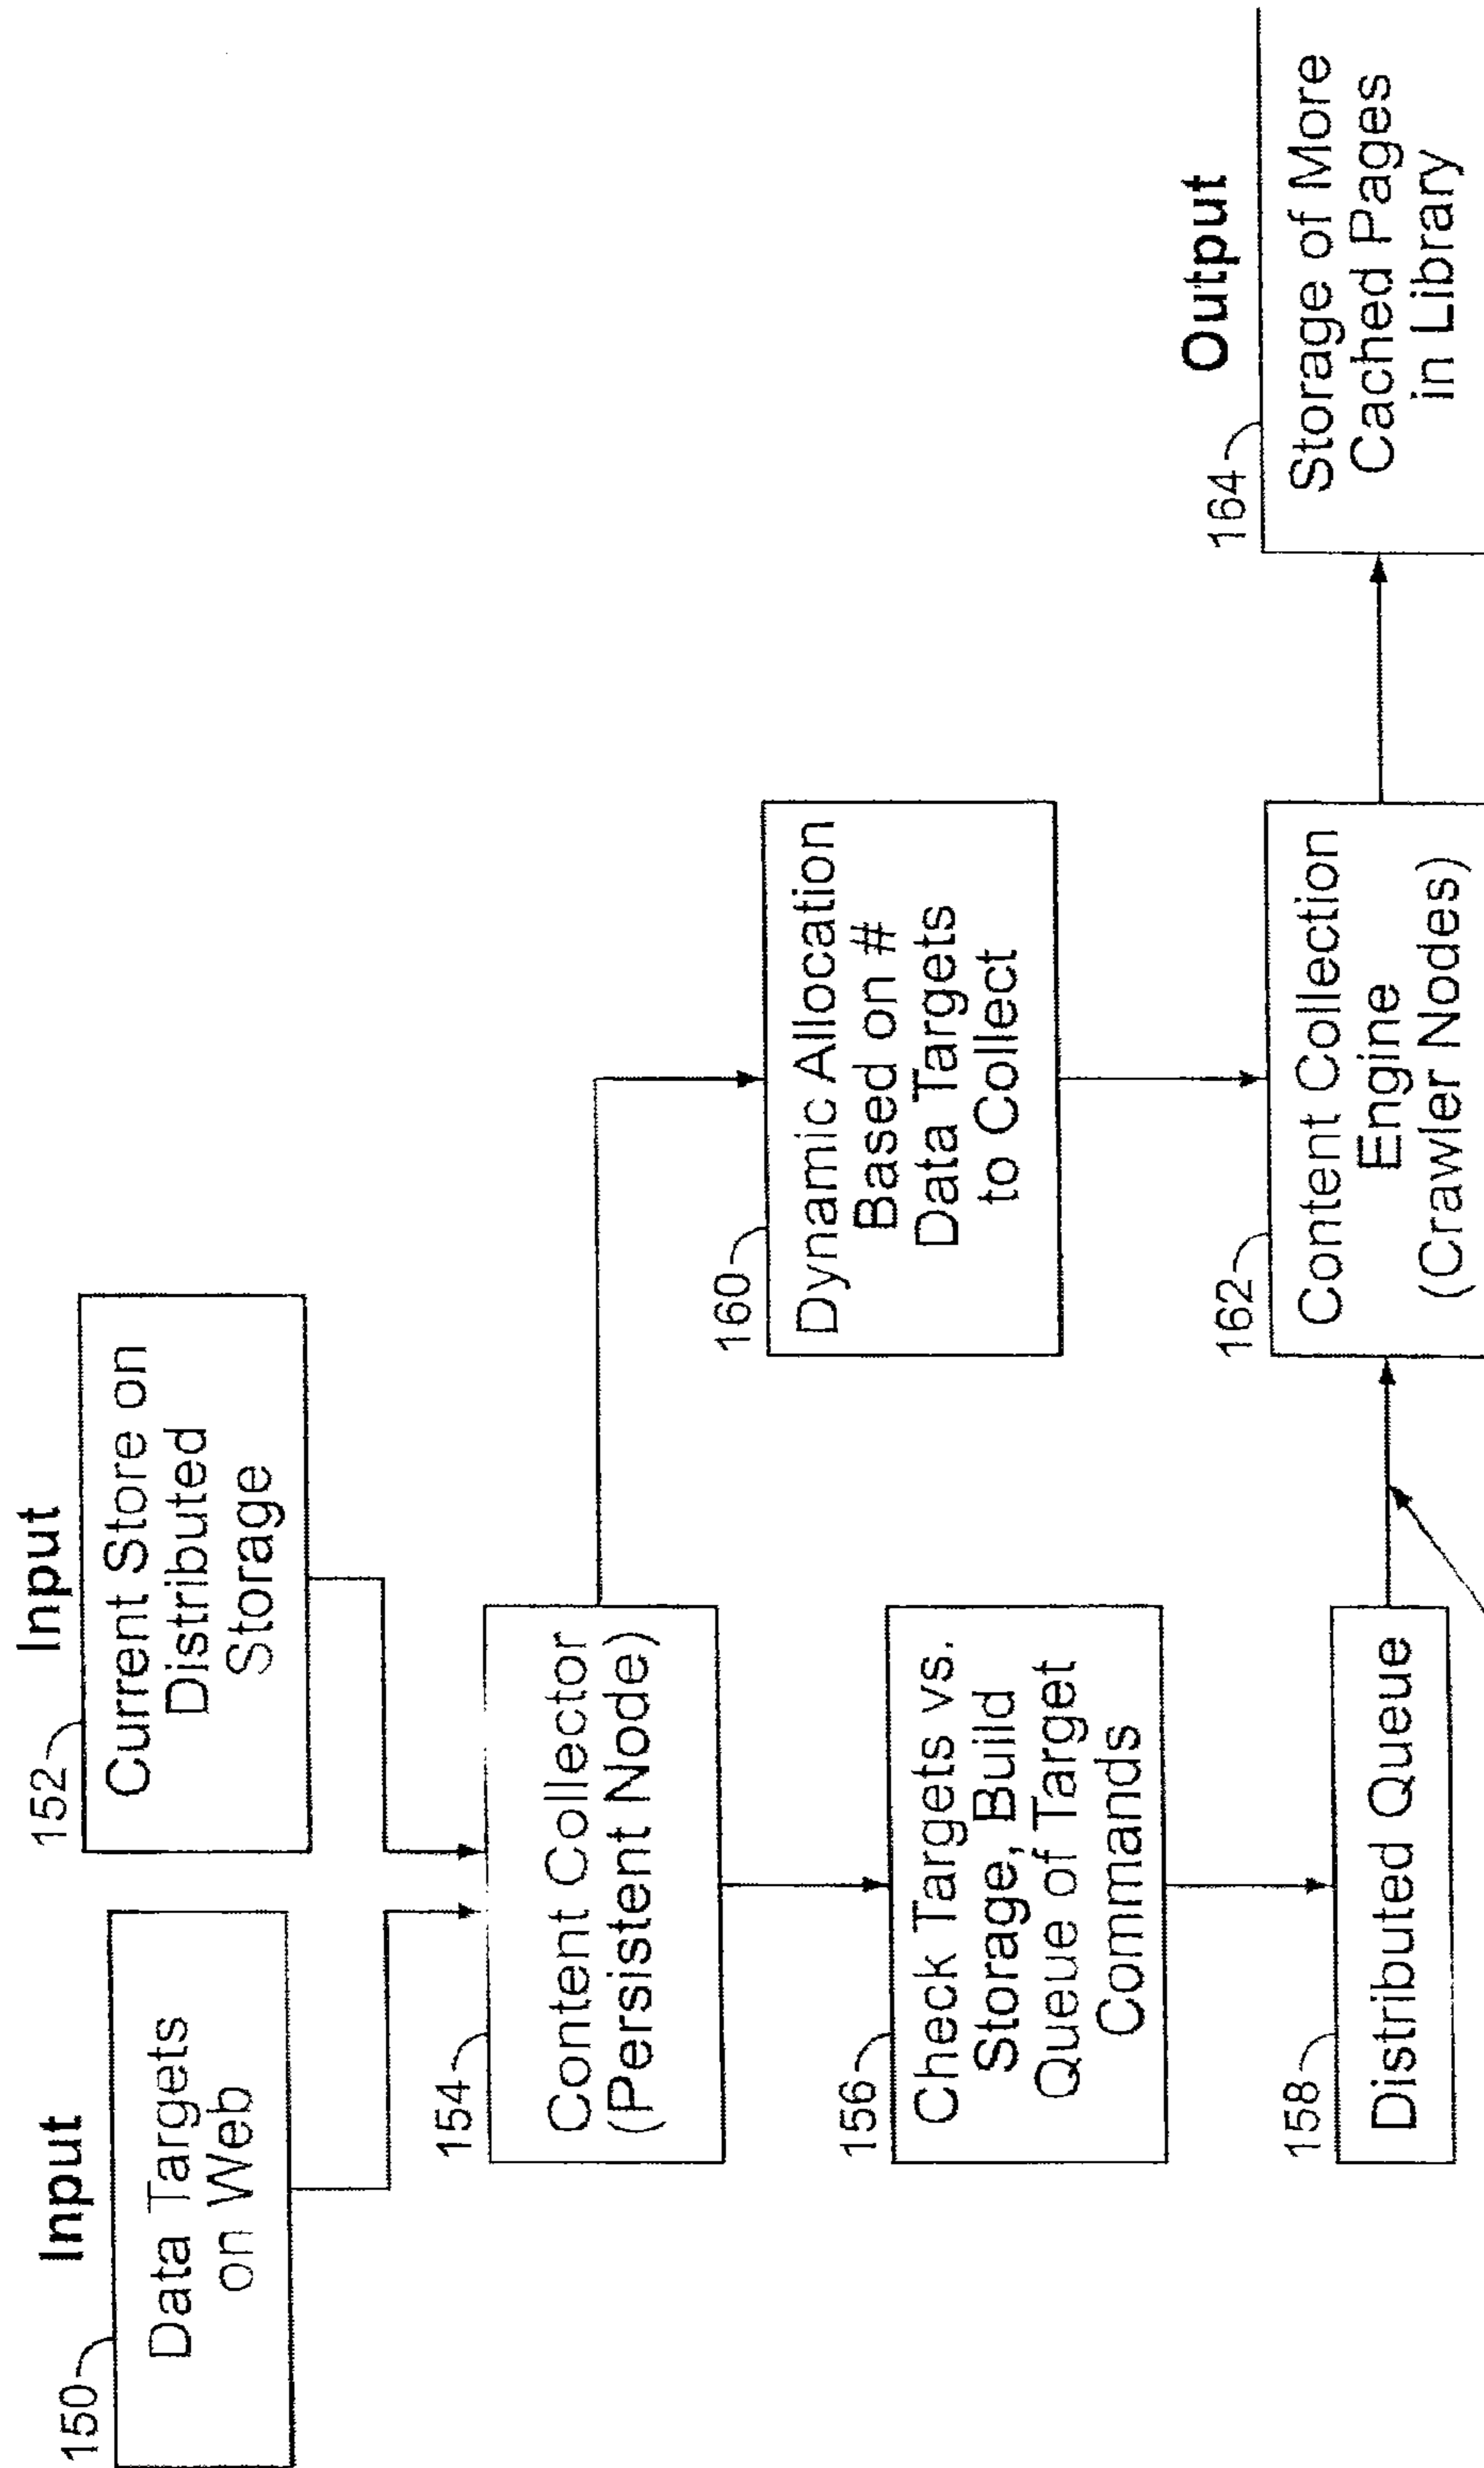 Input
150
Data Targets
on Web
Input
152
Current Store on
Distributed
Storage
154
Content Collector
(Persistent Node)
156
Check Targets vs.
Storage, Build
Queue of Target
Commands
158
Distributed Queue
160
Dynamic Allocation
Based on #
Data Targets
to Collect
162
Content Collection
Engine
(Crawler Nodes)
Output
164
Storage of More
Cached Pages
in Library